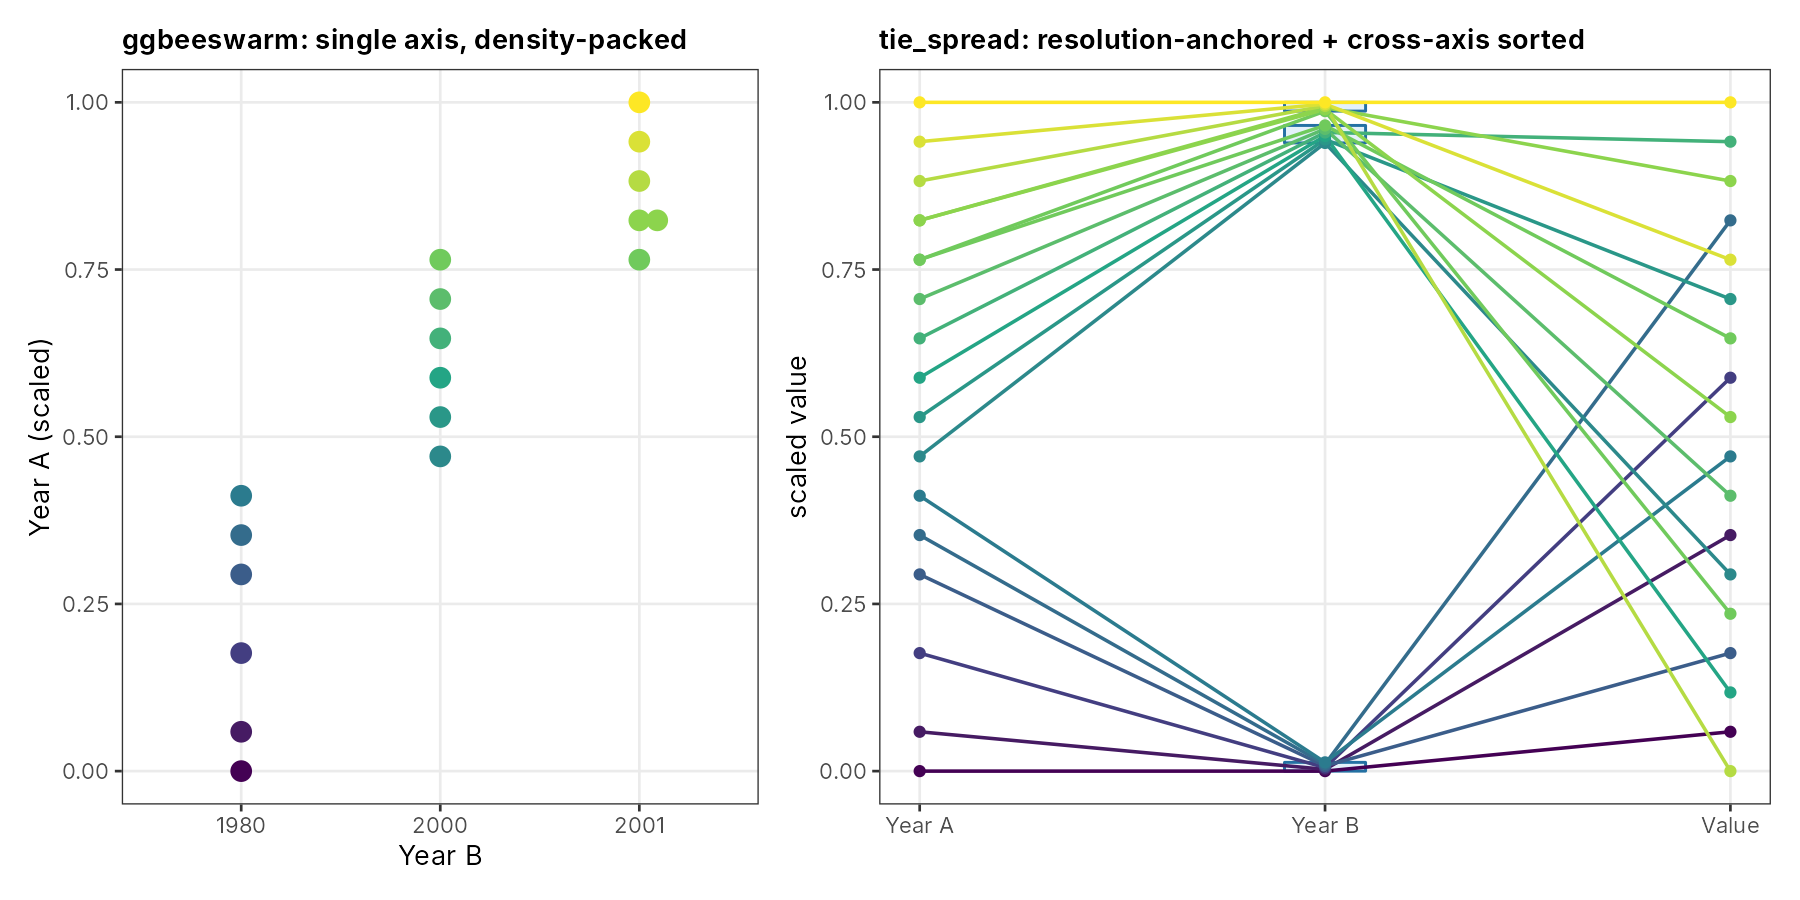 ggbeeswarm: single axis, density-packed
Year A (scaled)
1.00
0.75
0.50
0.25
0.00
1980 2000 2001
Year B
tie_spread: resolution-anchored + cross-axis sorted
scaled value
1.00
0.75
0.50
0.25
0.00
Year A Year B Value